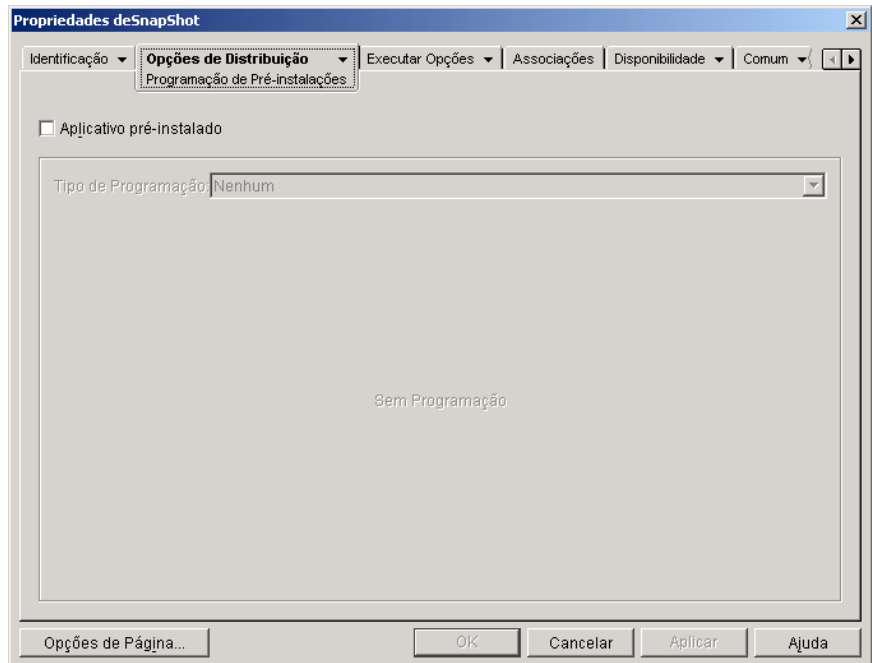 Propriedades deSnapShot
Identificação
Opções de Distribuição
Programação de Pré-instalações
Executar Opções
Associações
Disponibilidade
Comum
Aplicativo pré-instalado
Tipo de Programação: Nenhum
Sem Programação
Opções de Página...
OK
Cancelar
Aplicar
Ajuda